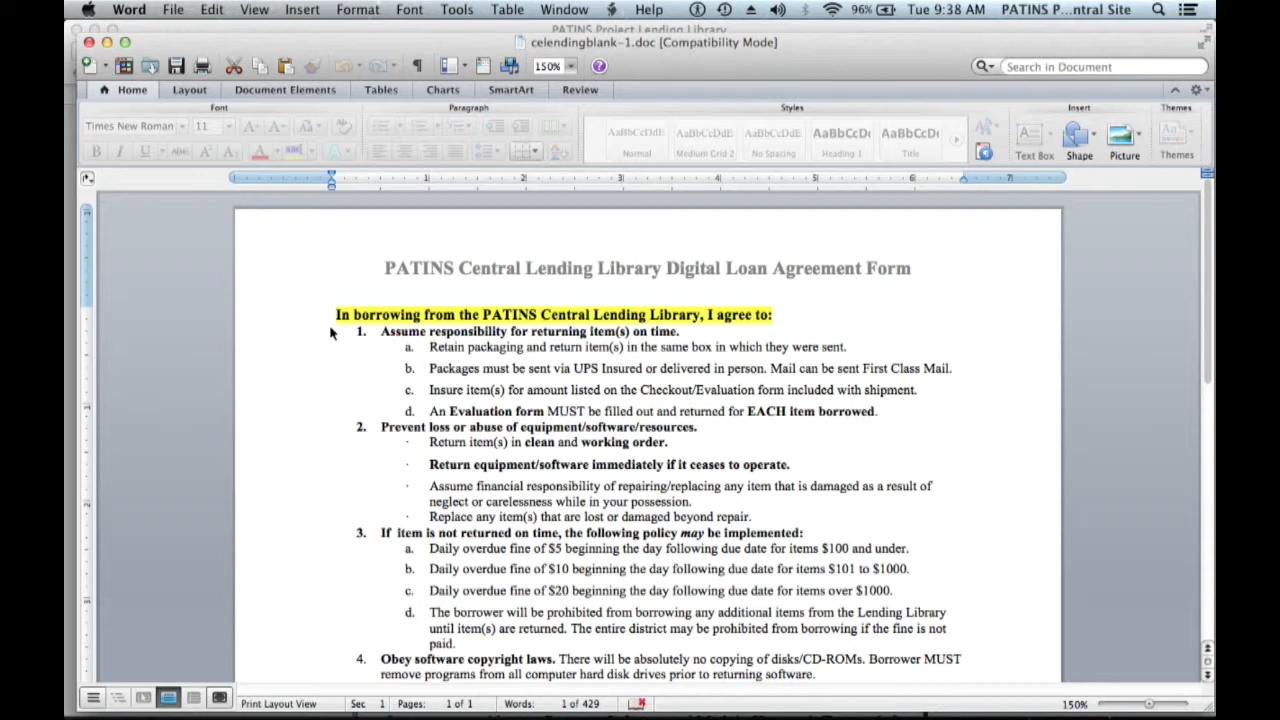 Word File Edit View Insert Format Font Tools Table Window Help 96% Tue 9:38 AM PATINS P...ntral Site
PATINS Project Lending Library
celendingblank-1.doc [Compatibility Mode]
150% Search in Document
Home Layout Document Elements Tables Charts SmartArt Review
Font Paragraph Styles Insert Themes
Times New Roman 11
AaBbCcDdE AaBbCcDdE AaBbCcDdE AaBbCcDc AaBbCcDc
Normal Medium Grid 2 No Spacing Heading 1 Title Text Box Shape Picture Themes
1 2 3 4 5 6 7
PATINS Central Lending Library Digital Loan Agreement Form
In borrowing from the PATINS Central Lending Library, I agree to:
1. Assume responsibility for returning item(s) on time.
a. Retain packaging and return item(s) in the same box in which they were sent.
b. Packages must be sent via UPS Insured or delivered in person. Mail can be sent First Class Mail.
c. Insure item(s) for amount listed on the Checkout/Evaluation form included with shipment.
d. An Evaluation form MUST be filled out and returned for EACH item borrowed.
2. Prevent loss or abuse of equipment/software/resources.
· Return item(s) in clean and working order.
· Return equipment/software immediately if it ceases to operate.
· Assume financial responsibility of repairing/replacing any item that is damaged as a result of
neglect or carelessness while in your possession.
· Replace any item(s) that are lost or damaged beyond repair.
3. If item is not returned on time, the following policy may be implemented:
a. Daily overdue fine of $5 beginning the day following due date for items $100 and under.
b. Daily overdue fine of $10 beginning the day following due date for items $101 to $1000.
c. Daily overdue fine of $20 beginning the day following due date for items over $1000.
d. The borrower will be prohibited from borrowing any additional items from the Lending Library
until item(s) are returned. The entire district may be prohibited from borrowing if the fine is not
paid.
4. Obey software copyright laws. There will be absolutely no copying of disks/CD-ROMs. Borrower MUST
remove programs from all computer hard disk drives prior to returning software.
Print Layout View Sec 1 Pages: 1 of 1 Words: 1 of 429 150%